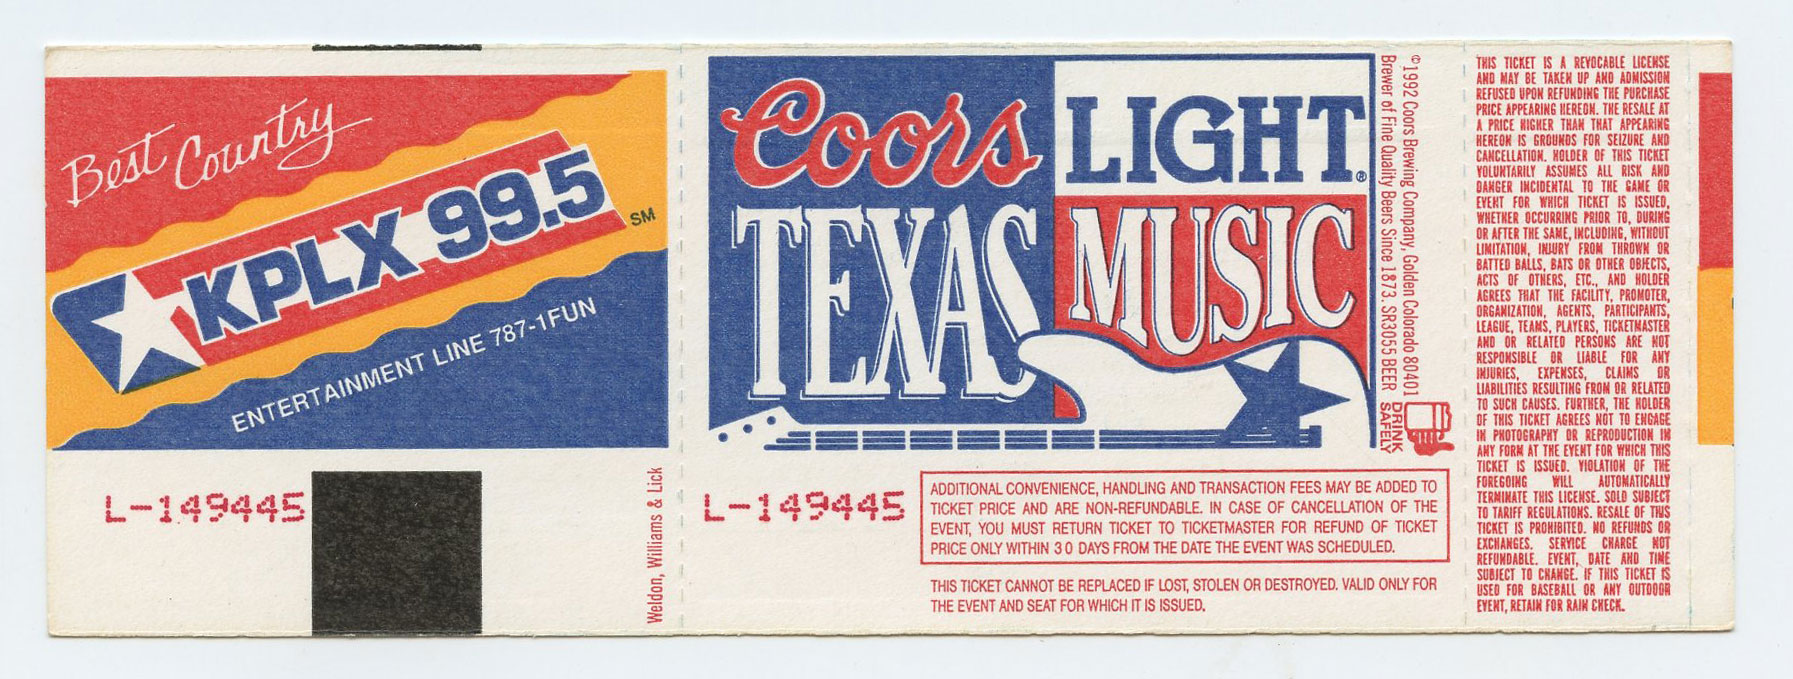 Best Country
KPLX 99.5 SM
ENTERTAINMENT LINE 787-1FUN
L-149445
Weldon, Williams & Lick
Coors LIGHT®
TEXAS MUSIC
©1992 Coors Brewing Company, Golden Colorado 80401
Brewer of Fine Quality Beers Since 1873. SR3055 BEER
DRINK
SAFELY
L-149445
ADDITIONAL CONVENIENCE, HANDLING AND TRANSACTION FEES MAY BE ADDED TO
TICKET PRICE AND ARE NON-REFUNDABLE. IN CASE OF CANCELLATION OF THE
EVENT, YOU MUST RETURN TICKET TO TICKETMASTER FOR REFUND OF TICKET
PRICE ONLY WITHIN 30 DAYS FROM THE DATE THE EVENT WAS SCHEDULED.
THIS TICKET CANNOT BE REPLACED IF LOST, STOLEN OR DESTROYED. VALID ONLY FOR
THE EVENT AND SEAT FOR WHICH IT IS ISSUED.
THIS TICKET IS A REVOCABLE LICENSE
AND MAY BE TAKEN UP AND ADMISSION
REFUSED UPON REFUNDING THE PURCHASE
PRICE APPEARING HEREON. THE RESALE AT
A PRICE HIGHER THAN THAT APPEARING
HEREON IS GROUNDS FOR SEIZURE AND
CANCELLATION. HOLDER OF THIS TICKET
VOLUNTARILY ASSUMES ALL RISK AND
DANGER INCIDENTAL TO THE GAME OR
EVENT FOR WHICH TICKET IS ISSUED,
WHETHER OCCURRING PRIOR TO, DURING
OR AFTER THE SAME, INCLUDING, WITHOUT
LIMITATION, INJURY FROM THROWN OR
BATTED BALLS, BATS OR OTHER OBJECTS,
ACTS OF OTHERS, ETC., AND HOLDER
AGREES THAT THE FACILITY, PROMOTER,
ORGANIZATION, AGENTS, PARTICIPANTS,
LEAGUE, TEAMS, PLAYERS, TICKETMASTER
AND OR RELATED PERSONS ARE NOT
RESPONSIBLE OR LIABLE FOR ANY
INJURIES, EXPENSES, CLAIMS OR
LIABILITIES RESULTING FROM OR RELATED
TO SUCH CAUSES. FURTHER, THE HOLDER
OF THIS TICKET AGREES NOT TO ENGAGE
IN PHOTOGRAPHY OR REPRODUCTION IN
ANY FORM AT THE EVENT FOR WHICH THIS
TICKET IS ISSUED. VIOLATION OF THE
FOREGOING WILL AUTOMATICALLY
TERMINATE THIS LICENSE. SOLD SUBJECT
TO TARIFF REGULATIONS. RESALE OF THIS
TICKET IS PROHIBITED. NO REFUNDS OR
EXCHANGES. SERVICE CHARGE NOT
REFUNDABLE. EVENT, DATE AND TIME
SUBJECT TO CHANGE. IF THIS TICKET IS
USED FOR BASEBALL OR ANY OUTDOOR
EVENT, RETAIN FOR RAIN CHECK.